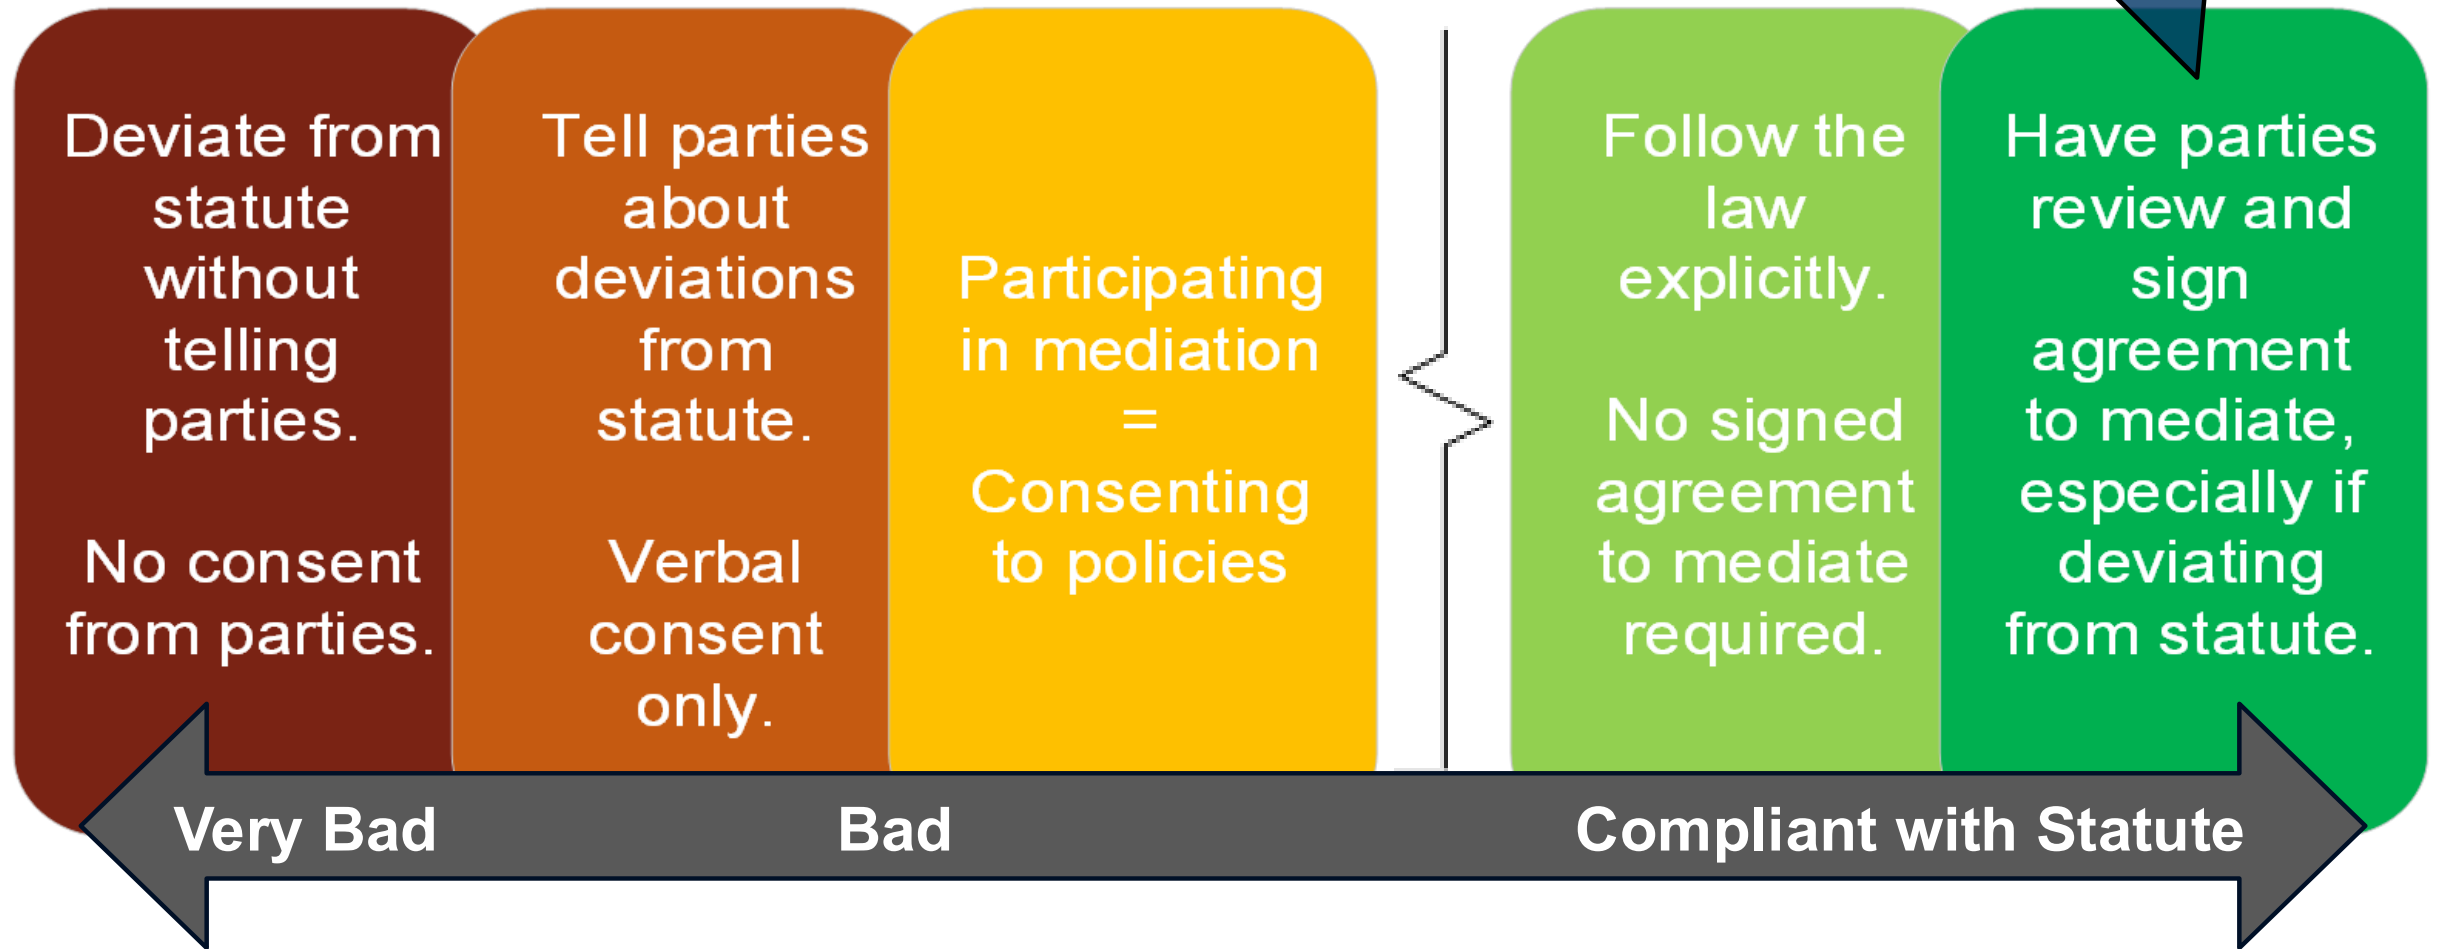 Deviate from
statute
without
telling
parties.
No consent
from parties.
Tell parties
about
deviations
from
statute.
Verbal
consent
only.
Participating
in mediation
=
Consenting
to policies
Follow the
law
explicitly.
No signed
agreement
to mediate
required.
Have parties
review and
sign
agreement
to mediate,
especially if
deviating
from statute.
Very Bad
Bad
Compliant with Statute